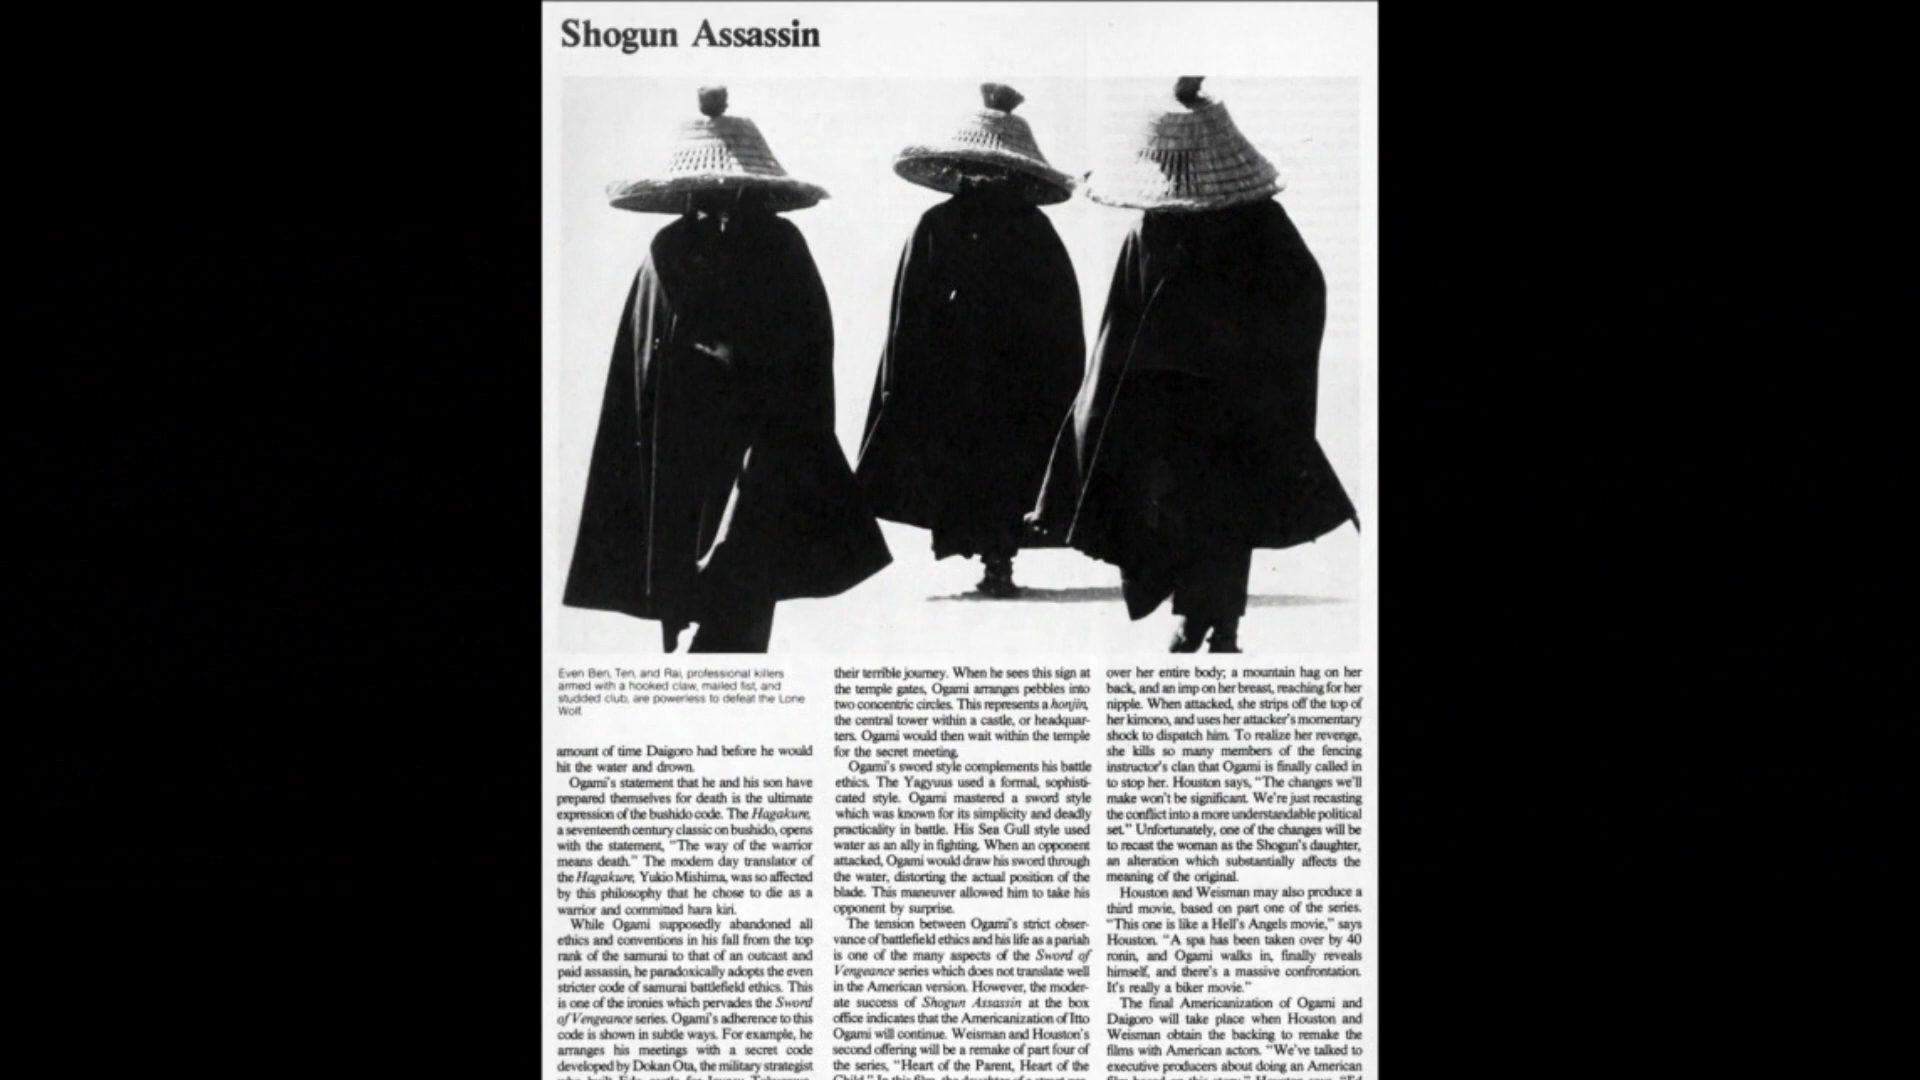 Shogun Assassin
Even Ben, Ten, and Rai, professional killers
armed with a hooked claw, mailed fist, and
studded club, are powerless to defeat the Lone
Wolf.
amount of time Daigoro had before he would
hit the water and drown.
Ogami's statement that he and his son have
prepared themselves for death is the ultimate
expression of the bushido code. The Hagakure,
a seventeenth century classic on bushido, opens
with the statement, "The way of the warrior
means death." The modern day translator of
the Hagakure, Yukio Mishima, was so affected
by this philosophy that he chose to die as a
warrior and committed hara kiri.
While Ogami supposedly abandoned all
ethics and conventions in his fall from the top
rank of the samurai to that of an outcast and
paid assassin, he paradoxically adopts the even
stricter code of samurai battlefield ethics. This
is one of the ironies which pervades the Sword
of Vengeance series. Ogami's adherence to this
code is shown in subtle ways. For example, he
arranges his meetings with a secret code
developed by Dokan Ota, the military strategist
their terrible journey. When he sees this sign at
the temple gates, Ogami arranges pebbles into
two concentric circles. This represents a honjin,
the central tower within a castle, or headquar-
ters. Ogami would then wait within the temple
for the secret meeting.
Ogami's sword style complements his battle
ethics. The Yagyuus used a formal, sophisti-
cated style. Ogami mastered a sword style
which was known for its simplicity and deadly
practicality in battle. His Sea Gull style used
water as an ally in fighting. When an opponent
attacked, Ogami would draw his sword through
the water, distorting the actual position of the
blade. This maneuver allowed him to take his
opponent by surprise.
The tension between Ogami's strict obser-
vance of battlefield ethics and his life as a pariah
is one of the many aspects of the Sword of
Vengeance series which does not translate well
in the American version. However, the moder-
ate success of Shogun Assassin at the box
office indicates that the Americanization of Itto
Ogami will continue. Weisman and Houston's
second offering will be a remake of part four of
the series, "Heart of the Parent, Heart of the
over her entire body; a mountain hag on her
back, and an imp on her breast, reaching for her
nipple. When attacked, she strips off the top of
her kimono, and uses her attacker's momentary
shock to dispatch him. To realize her revenge,
she kills so many members of the fencing
instructor's clan that Ogami is finally called in
to stop her. Houston says, "The changes we'll
make won't be significant. We're just recasting
the conflict into a more understandable political
set." Unfortunately, one of the changes will be
to recast the woman as the Shogun's daughter,
an alteration which substantially affects the
meaning of the original.
Houston and Weisman may also produce a
third movie, based on part one of the series.
"This one is like a Hell's Angels movie," says
Houston. "A spa has been taken over by 40
ronin, and Ogami walks in, finally reveals
himself, and there's a massive confrontation.
It's really a biker movie."
The final Americanization of Ogami and
Daigoro will take place when Houston and
Weisman obtain the backing to remake the
films with American actors. "We've talked to
executive producers about doing an American